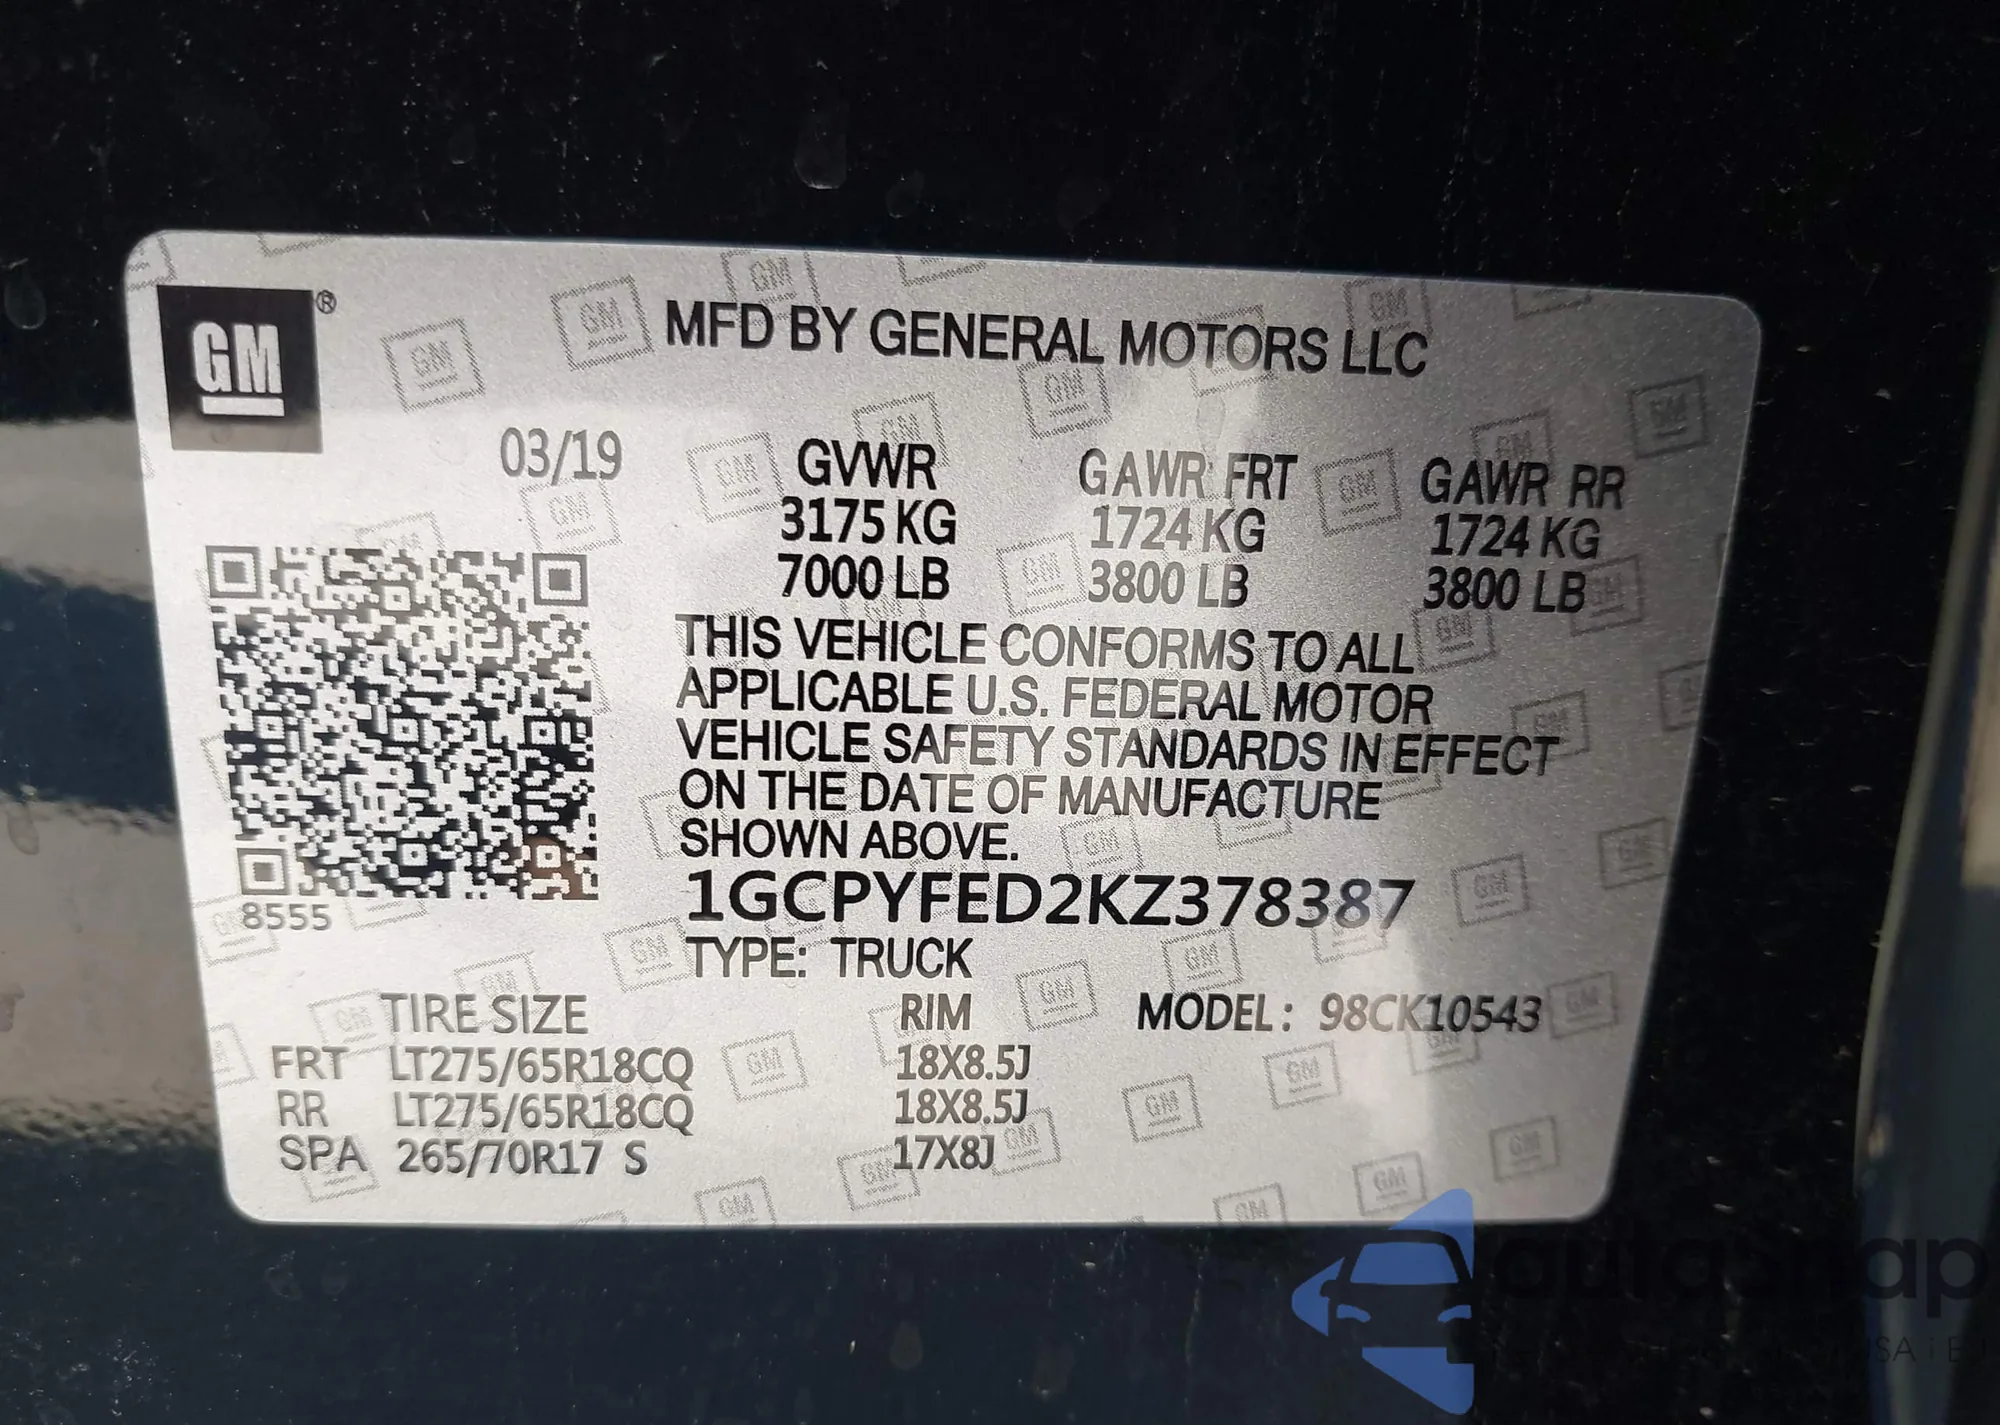 GM ®
MFD BY GENERAL MOTORS LLC
03/19
GVWR GAWR FRT GAWR RR
3175 KG 1724 KG 1724 KG
7000 LB 3800 LB 3800 LB
THIS VEHICLE CONFORMS TO ALL
APPLICABLE U.S. FEDERAL MOTOR
VEHICLE SAFETY STANDARDS IN EFFECT
ON THE DATE OF MANUFACTURE
SHOWN ABOVE.
8555
1GCPYFED2KZ378387
TYPE: TRUCK
TIRE SIZE RIM MODEL: 98CK10543
FRT LT275/65R18CQ 18X8.5J
RR LT275/65R18CQ 18X8.5J
SPA 265/70R17 S 17X8J